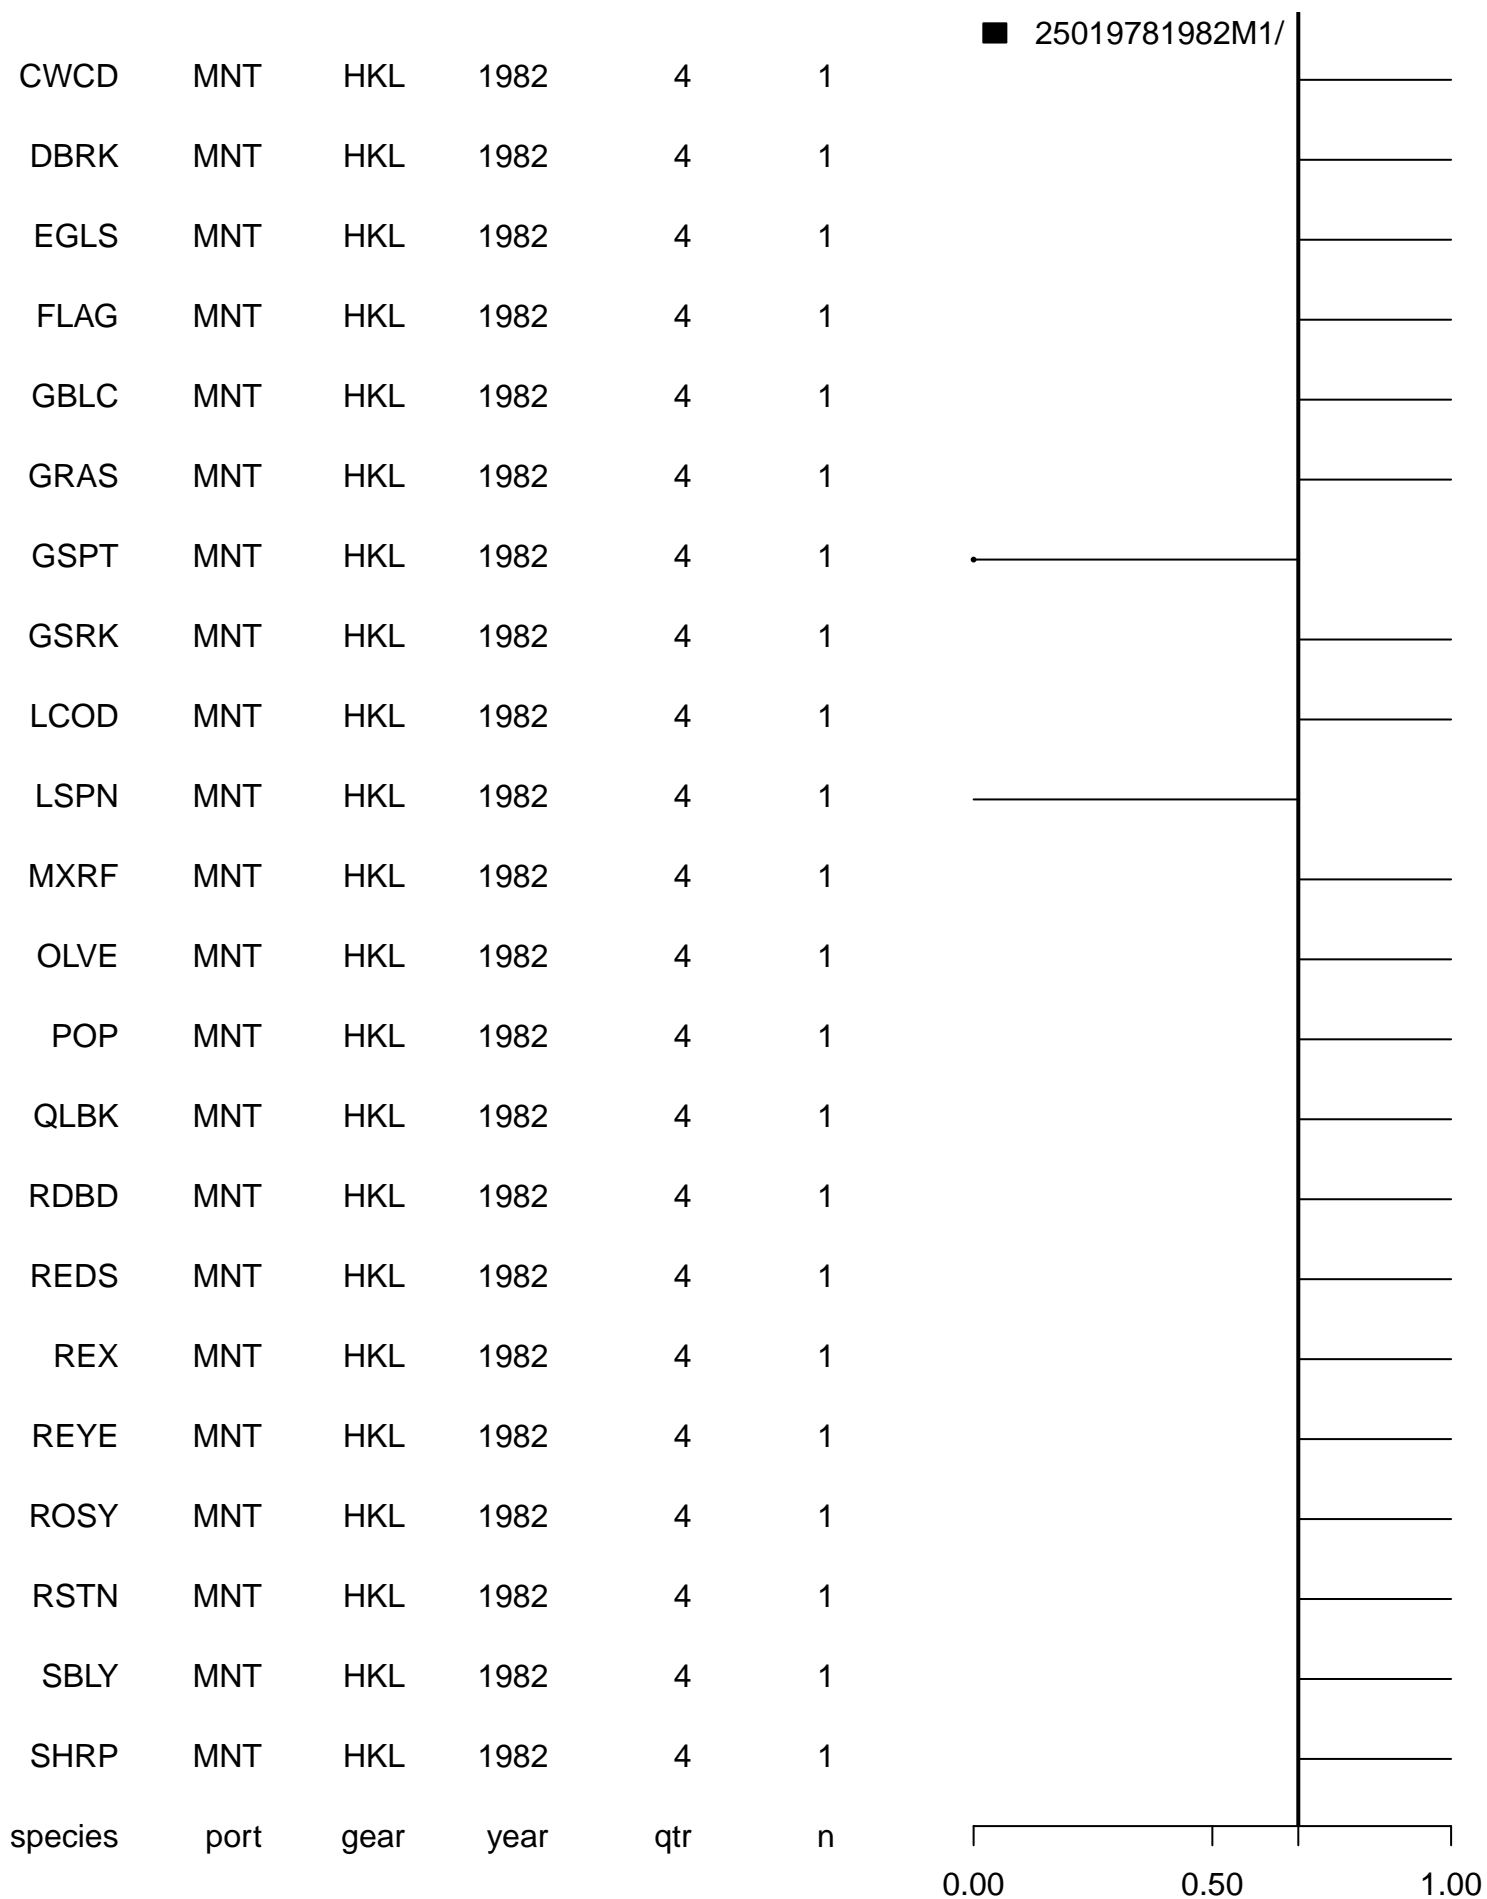 25019781982M1/
CWCD MNT HKL 1982 4 1
DBRK MNT HKL 1982 4 1
EGLS MNT HKL 1982 4 1
FLAG MNT HKL 1982 4 1
GBLC MNT HKL 1982 4 1
GRAS MNT HKL 1982 4 1
GSPT MNT HKL 1982 4 1
GSRK MNT HKL 1982 4 1
LCOD MNT HKL 1982 4 1
LSPN MNT HKL 1982 4 1
MXRF MNT HKL 1982 4 1
OLVE MNT HKL 1982 4 1
POP MNT HKL 1982 4 1
QLBK MNT HKL 1982 4 1
RDBD MNT HKL 1982 4 1
REDS MNT HKL 1982 4 1
REX MNT HKL 1982 4 1
REYE MNT HKL 1982 4 1
ROSY MNT HKL 1982 4 1
RSTN MNT HKL 1982 4 1
SBLY MNT HKL 1982 4 1
SHRP MNT HKL 1982 4 1
species port gear year qtr n
0.00 0.50 1.00